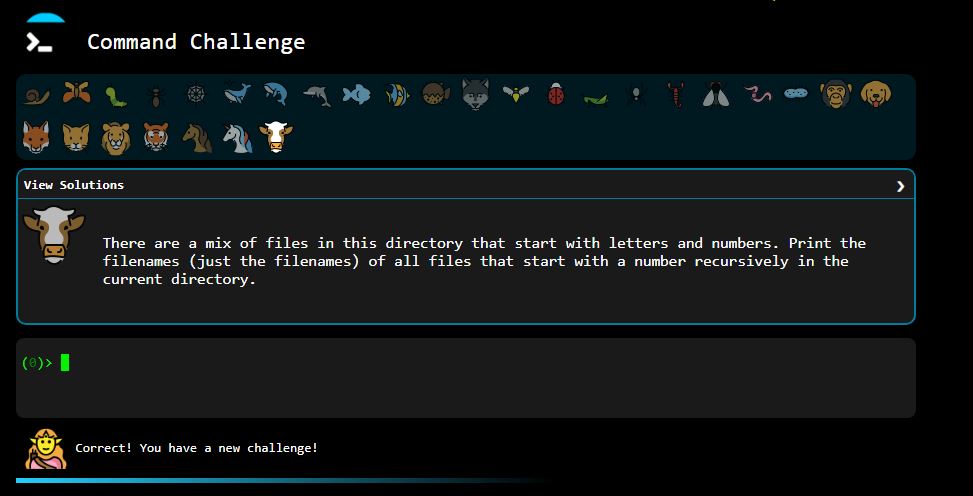 Command Challenge
View Solutions
There are a mix of files in this directory that start with letters and numbers. Print the
filenames (just the filenames) of all files that start with a number recursively in the
current directory.
(0)>
Correct! You have a new challenge!